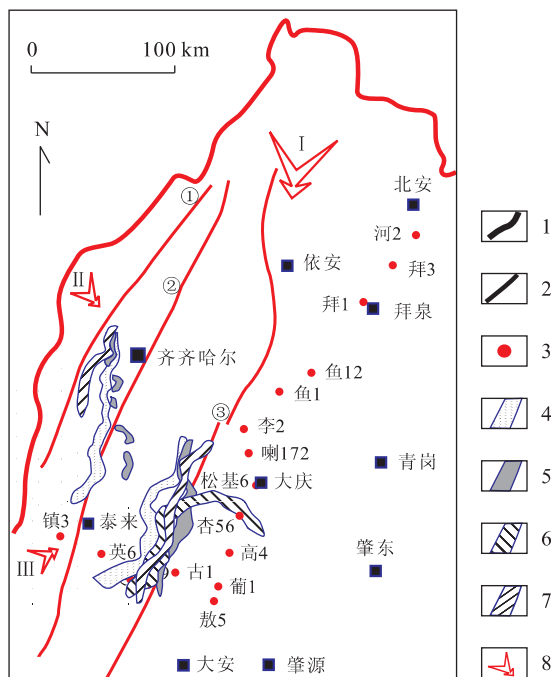 0 100 km
N
I
北安
①
河2
依安
拜3
II
②
拜1
拜泉
齐齐哈尔
鱼12
鱼1
③
李2
喇172
青岗
松基6
大庆
镇3
泰来
杏56
肇东
III
英6
高4
古1
葡1
敖5
大安
肇源
1
2
3
4
5
6
7
8